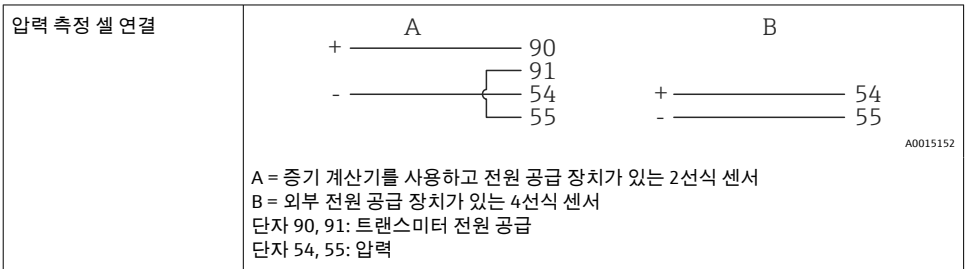 압력 측정 셀 연결
A
B
+ 90
91
- 54
55
+ 54
- 55
A0015152
A = 증기 계산기를 사용하고 전원 공급 장치가 있는 2선식 센서
B = 외부 전원 공급 장치가 있는 4선식 센서
단자 90, 91: 트랜스미터 전원 공급
단자 54, 55: 압력